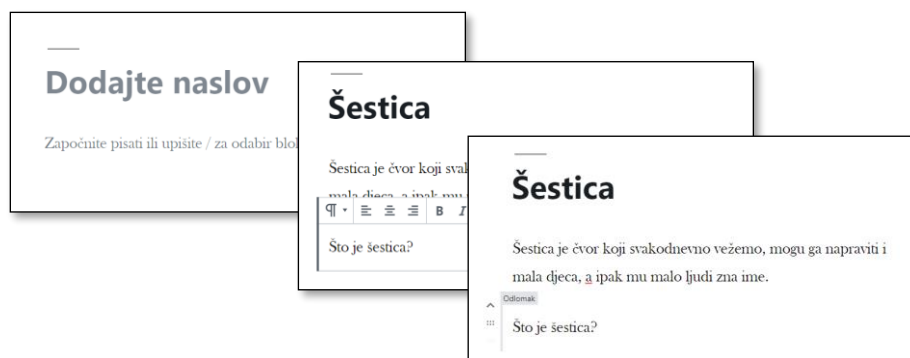 Dodajte naslov
Započnite pisati ili upišite / za odabir
Šestica
Šestica je čvor koji
mala djeca, a ipak mu
B I
Što je šestica?
Šestica
Šestica je čvor koji svakodnevno vežemo, mogu ga napraviti i
mala djeca, a ipak mu malo ljudi zna ime.
Odlomak
Što je šestica?